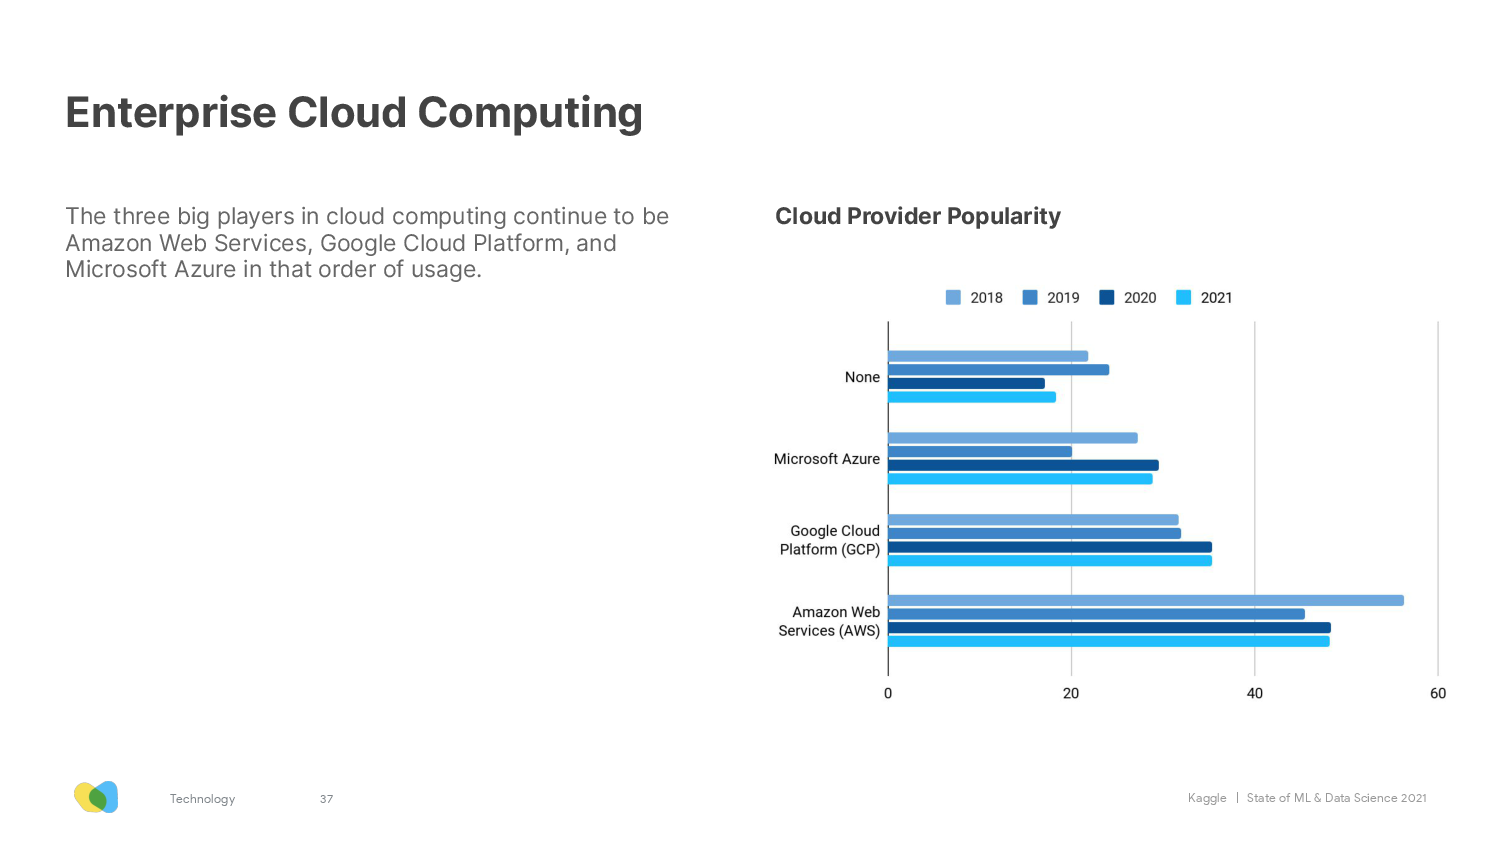 Enterprise Cloud Computing
The three big players in cloud computing continue to be
Amazon Web Services, Google Cloud Platform, and
Microsoft Azure in that order of usage.
Cloud Provider Popularity
2018 2019 2020 2021
None
Microsoft Azure
Google Cloud
Platform (GCP)
Amazon Web
Services (AWS)
0 20 40 60
Technology 37
Kaggle | State of ML & Data Science 2021